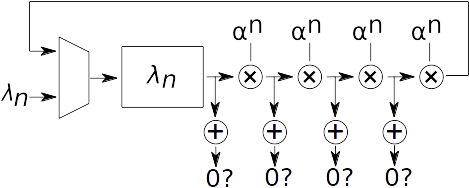 αⁿ αⁿ αⁿ αⁿ
λn λn × × × ×
+ + + +
0? 0? 0? 0?